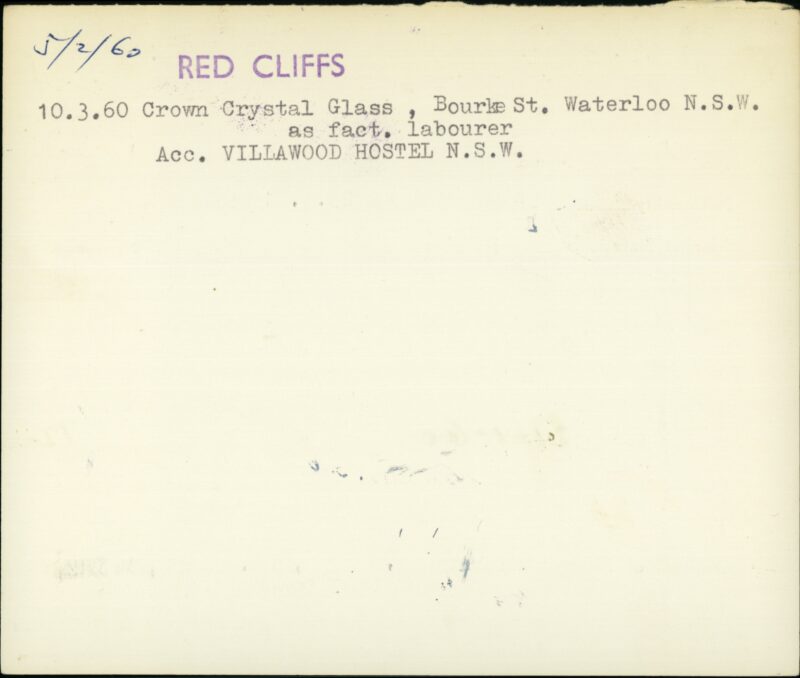 5/2/60
RED CLIFFS
10.3.60 Crown Crystal Glass , Bourke St. Waterloo N.S.W.
as fact. labourer
Acc. VILLAWOOD HOSTEL N.S.W.